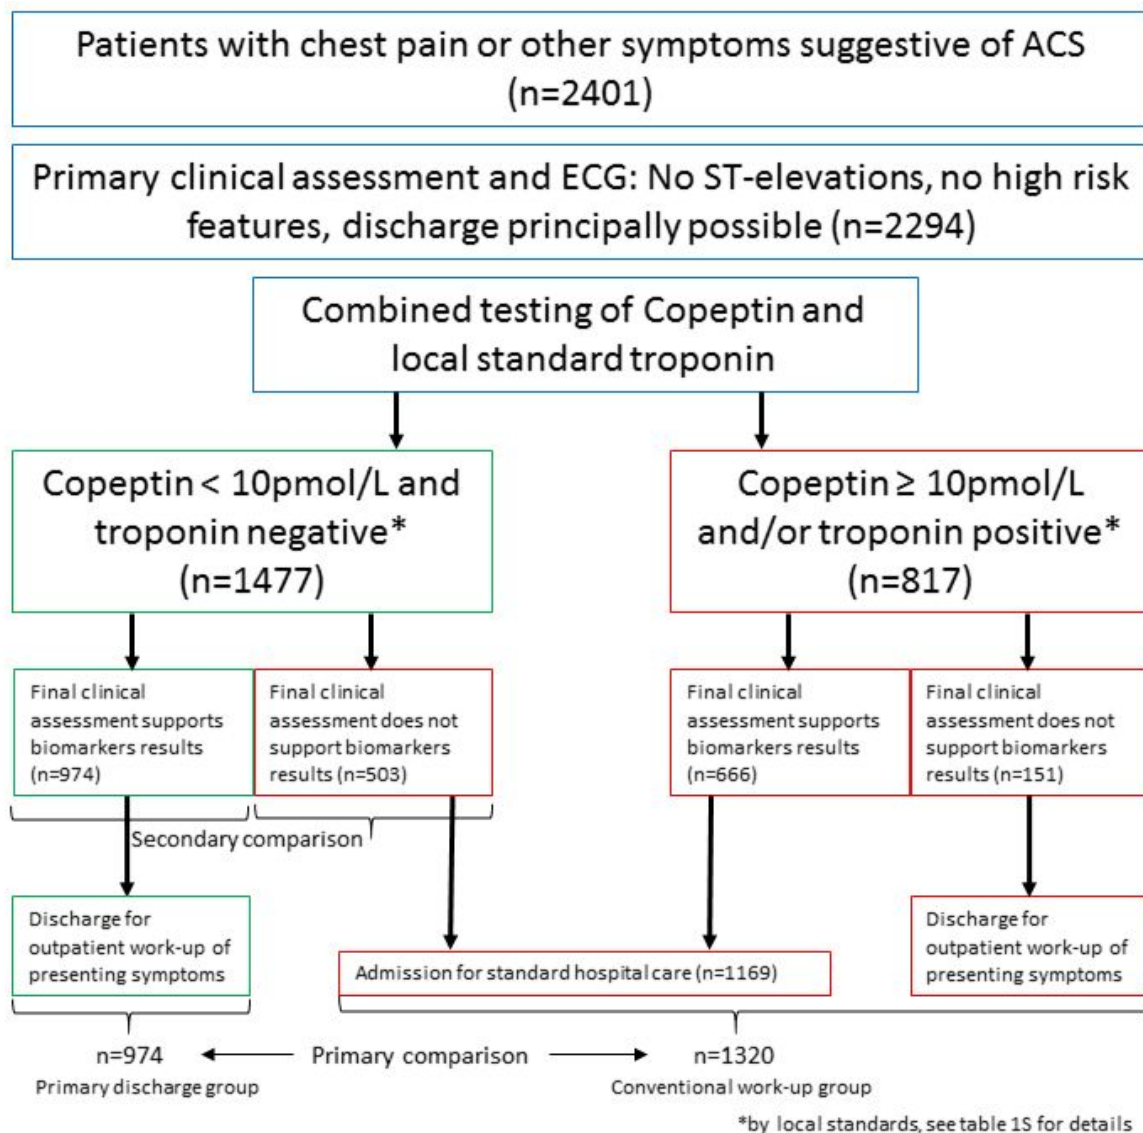 Patients with chest pain or other symptoms suggestive of ACS
(n=2401)
Primary clinical assessment and ECG: No ST-elevations, no high risk
features, discharge principally possible (n=2294)
Combined testing of Copeptin and
local standard troponin
Copeptin < 10pmol/L and
troponin negative*
(n=1477)
Copeptin ≥ 10pmol/L
and/or troponin positive*
(n=817)
Final clinical
assessment supports
biomarkers results
(n=974)
Final clinical
assessment does not
support biomarkers
results (n=503)
Final clinical
assessment supports
biomarkers results
(n=666)
Final clinical
assessment does not
support biomarkers
results (n=151)
Secondary comparison
Discharge for
outpatient work-up of
presenting symptoms
Admission for standard hospital care (n=1169)
Discharge for
outpatient work-up of
presenting symptoms
n=974
Primary comparison
n=1320
Primary discharge group
Conventional work-up group
*by local standards, see table 1S for details